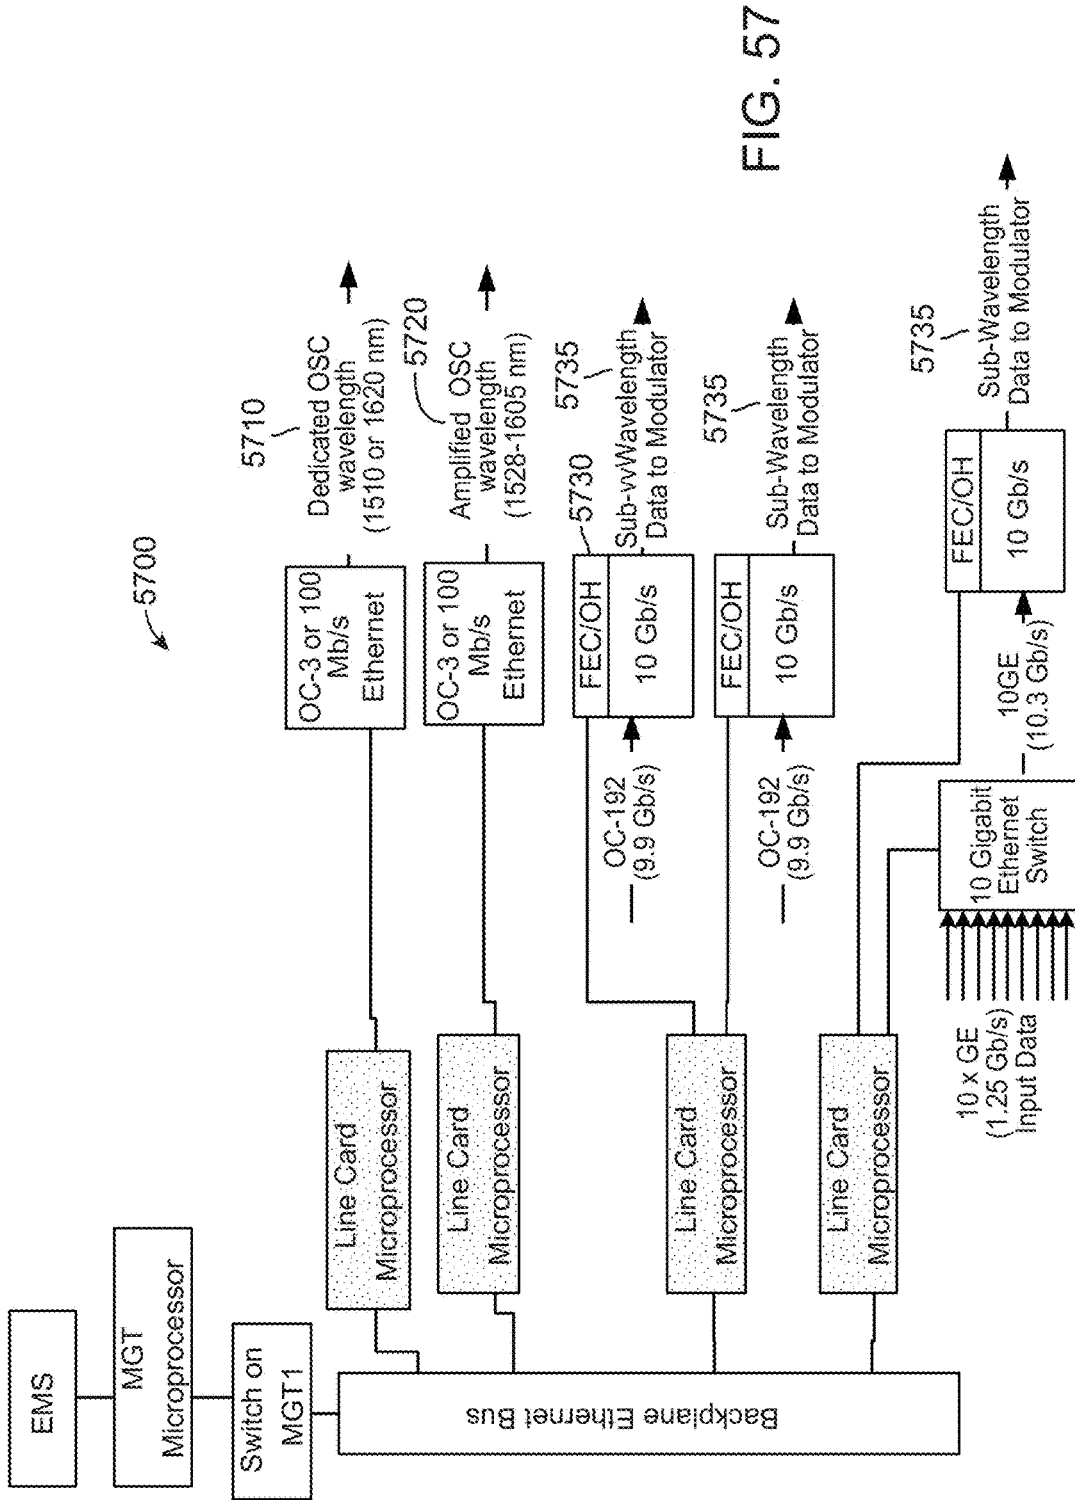 5700
EMS
MGT
Microprocessor
Switch on
MGT1
Backplane Ethernet Bus
Line Card
Microprocessor
OC-3 or 100
Mb/s
Ethernet
5710
Dedicated OSC
wavelength
(1510 or 1620 nm)
Line Card
Microprocessor
OC-3 or 100
Mb/s
Ethernet
5720
Amplified OSC
wavelength
(1528-1605 nm)
Line Card
Microprocessor
OC-192
(9.9 Gb/s)
FEC/OH
10 Gb/s
5730
5735
Sub-vvWavelength
Data to Modulator
OC-192
(9.9 Gb/s)
FEC/OH
10 Gb/s
5735
Sub-Wavelength
Data to Modulator
Line Card
Microprocessor
10 x GE
(1.25 Gb/s)
Input Data
10 Gigabit
Ethernet
Switch
10GE
(10.3 Gb/s)
FEC/OH
10 Gb/s
5735
Sub-Wavelength
Data to Modulator
FIG. 57